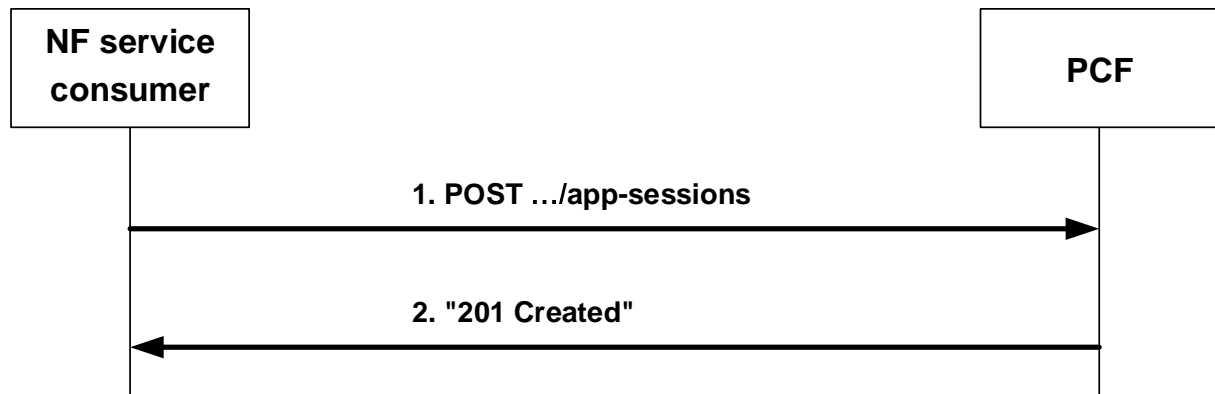 NF service
consumer
PCF
1. POST …/app-sessions
2. "201 Created"